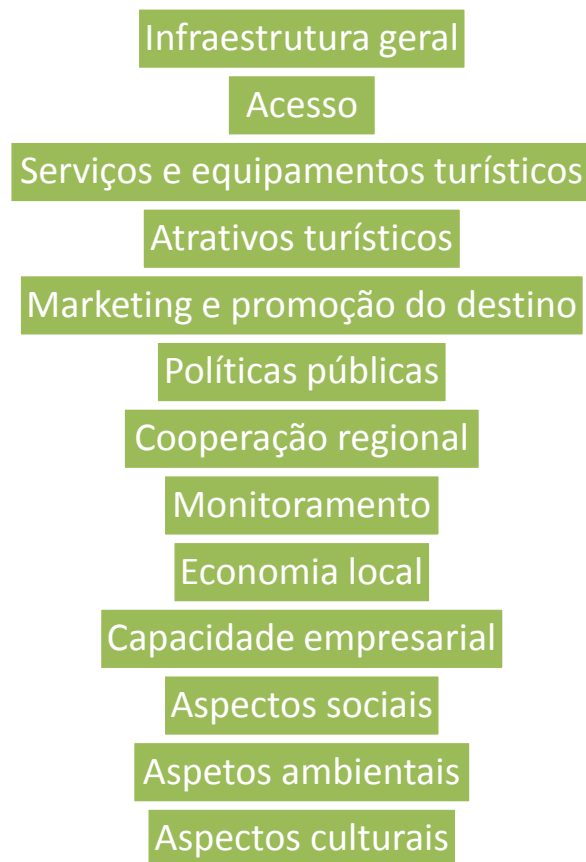 Infraestrutura geral
Acesso
Serviços e equipamentos turísticos
Atrativos turísticos
Marketing e promoção do destino
Políticas públicas
Cooperação regional
Monitoramento
Economia local
Capacidade empresarial
Aspectos sociais
Aspetos ambientais
Aspectos culturais